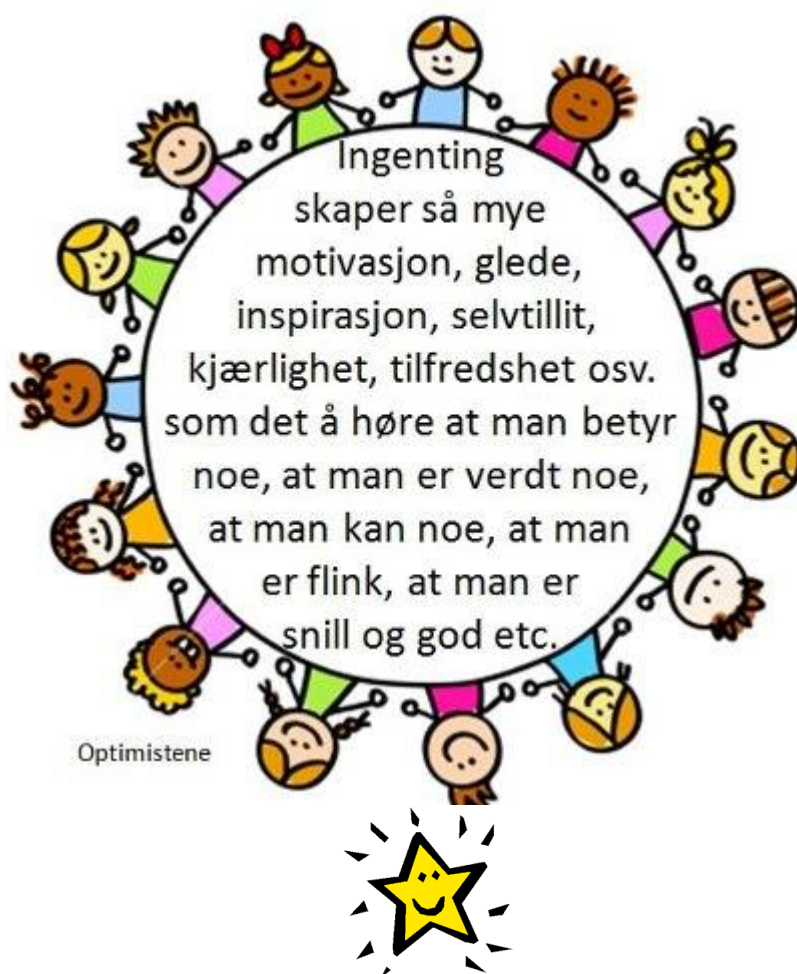 Ingenting
skaper så mye
motivasjon, glede,
inspirasjon, selvtillit,
kjærlighet, tilfredshet osv.
som det å høre at man betyr
noe, at man er verdt noe,
at man kan noe, at man
er flink, at man er
snill og god etc.
Optimistene